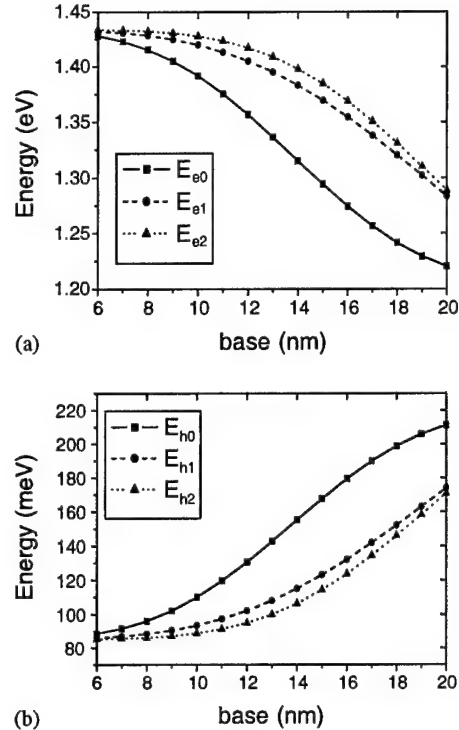 1.45
1.40
1.35
1.30
1.25
1.20
Energy (eV)
E_e0
E_e1
E_e2
6 8 10 12 14 16 18 20
(a)
base (nm)
220
200
180
160
140
120
100
80
Energy (meV)
E_h0
E_h1
E_h2
6 8 10 12 14 16 18 20
(b)
base (nm)